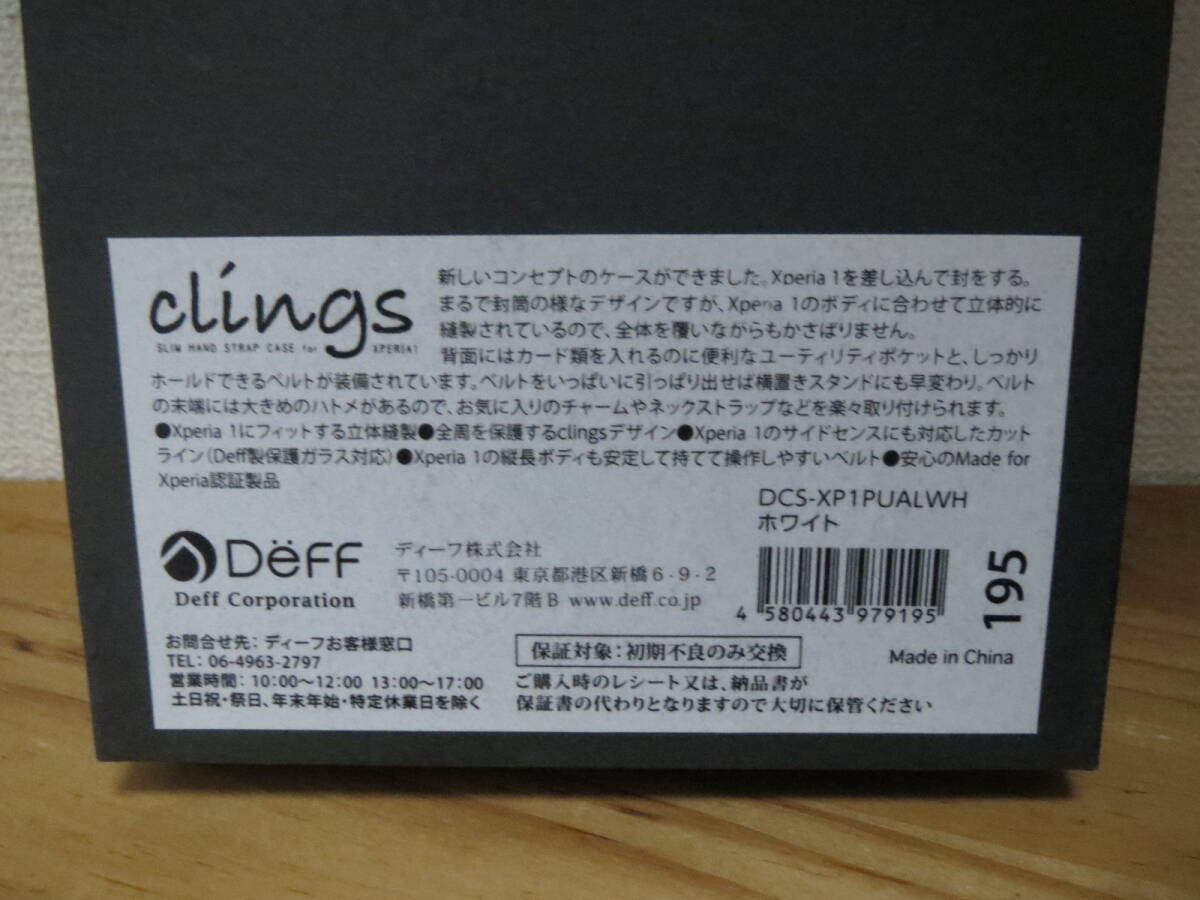 clings
SLIM HAND STRAP CASE for XPERIA1
新しいコンセプトのケースができました。Xperia 1を差し込んで封をする。
まるで封筒の様なデザインですが、Xperia 1のボディに合わせて立体的に
縫製されているので、全体を覆いながらもかさばりません。
背面にはカード類を入れるのに便利なユーティリティポケットと、しっかり
ホールドできるベルトが装備されています。ベルトをいっぱいに引っぱり出せば横置きスタンドにも早変わり。ベルト
の末端には大きめのハトメがあるので、お気に入りのチャームやネックストラップなどを楽々取り付けられます。
●Xperia 1にフィットする立体縫製●全周を保護するclingsデザイン●Xperia 1のサイドセンスにも対応したカット
ライン(Deff製保護ガラス対応)●Xperia 1の縦長ボディも安定して持てて操作しやすいベルト●安心のMade for
Xperia認証製品
DCS-XP1PUALWH
ホワイト
4 580443 979195
195
Made in China
DëFF
Deff Corporation
ディーフ株式会社
〒105-0004 東京都港区新橋6-9-2
新橋第一ビル7階B www.deff.co.jp
お問合せ先: ディーフお客様窓口
TEL: 06-4963-2797
営業時間: 10:00〜12:00 13:00〜17:00
土日祝・祭日、年末年始・特定休業日を除く
保証対象:初期不良のみ交換
ご購入時のレシート又は、納品書が
保証書の代わりとなりますので大切に保管ください